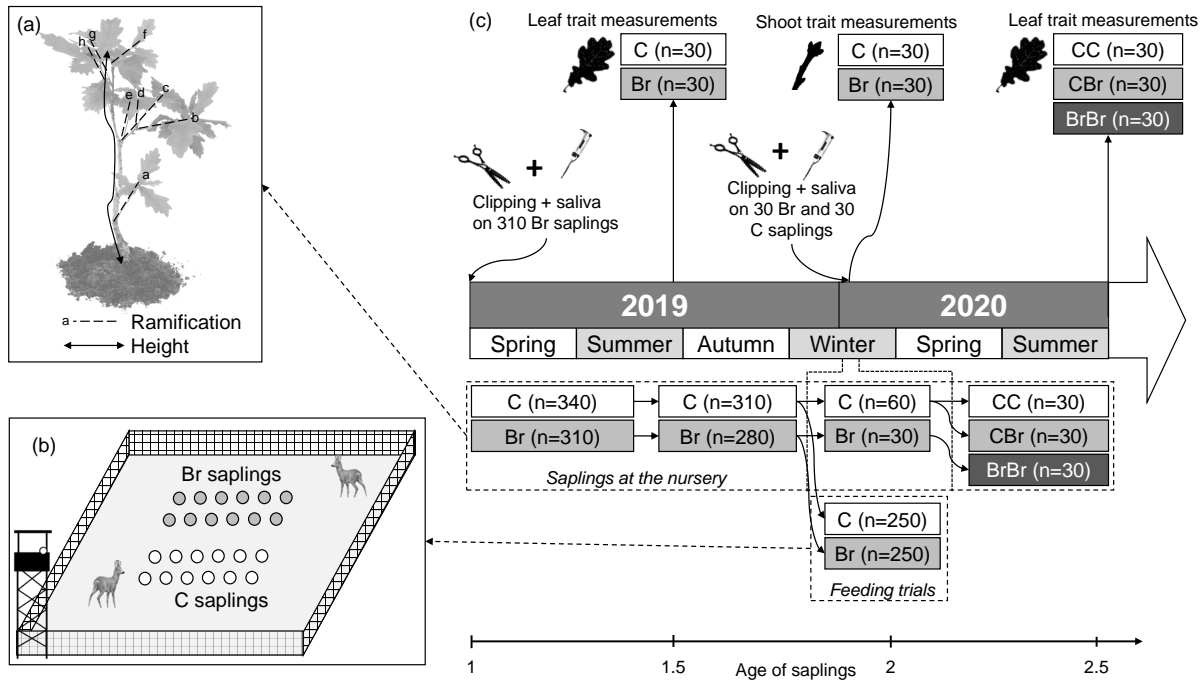 (a)
g
h
f
e
d
c
b
a
a
Ramification
Height
(b)
Br saplings
C saplings
(c)
Leaf trait measurements
C (n=30)
Br (n=30)
Shoot trait measurements
C (n=30)
Br (n=30)
Leaf trait measurements
CC (n=30)
CBr (n=30)
BrBr (n=30)
+
Clipping + saliva
on 310 Br saplings
+
Clipping + saliva
on 30 Br and 30
C saplings
2019
2020
Spring
Summer
Autumn
Winter
Spring
Summer
C (n=340)
Br (n=310)
C (n=310)
Br (n=280)
C (n=60)
Br (n=30)
CC (n=30)
CBr (n=30)
BrBr (n=30)
Saplings at the nursery
C (n=250)
Br (n=250)
Feeding trials
1
1.5
2
2.5
Age of saplings